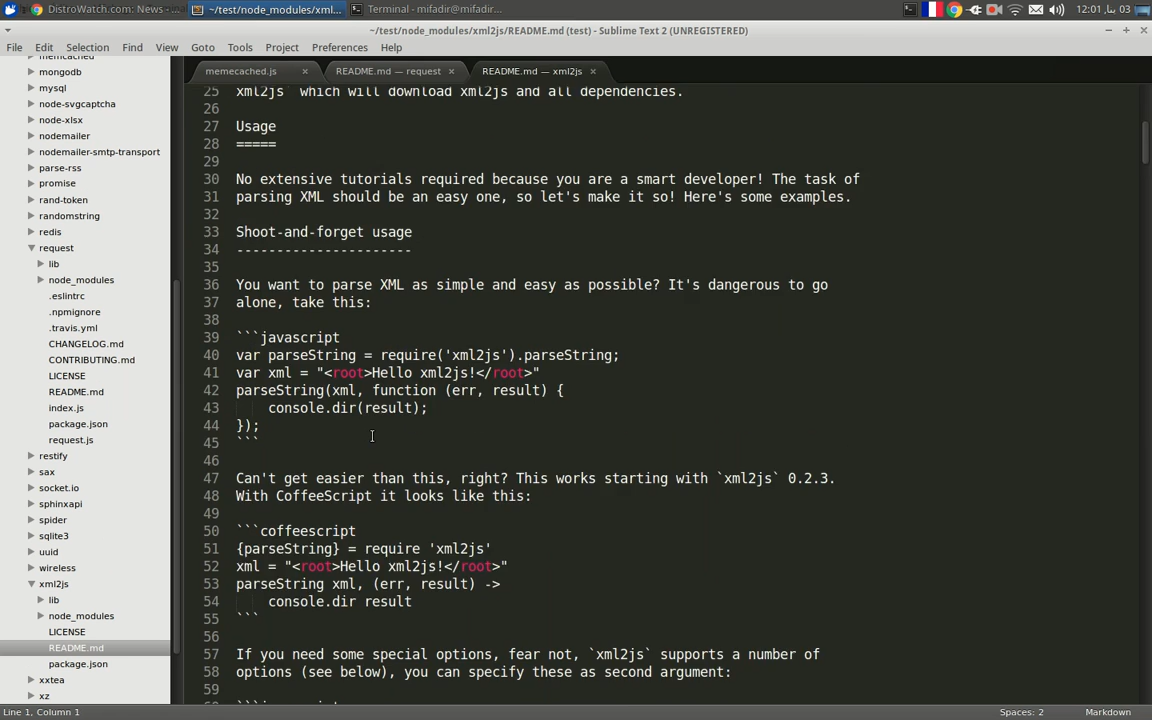 DistroWatch.com: News - ...
~/test/node_modules/xml...
Terminal - mifadir@mifadir...
12:01 ,ينا 03
~/test/node_modules/xml2js/README.md (test) - Sublime Text 2 (UNREGISTERED)
File Edit Selection Find View Goto Tools Project Preferences Help
memecached.js ×
README.md — request ×
README.md — xml2js ×
memcached
mongodb
mysql
node-svgcaptcha
node-xlsx
nodemailer
nodemailer-smtp-transport
parse-rss
promise
rand-token
randomstring
redis
request
lib
node_modules
.eslintrc
.npmignore
.travis.yml
CHANGELOG.md
CONTRIBUTING.md
LICENSE
README.md
index.js
package.json
request.js
restify
sax
socket.io
sphinxapi
spider
sqlite3
uuid
wireless
xml2js
lib
node_modules
LICENSE
README.md
package.json
xxtea
xz
25 xml2js` which will download xml2js and all dependencies.
26
27 Usage
28 =====
29
30 No extensive tutorials required because you are a smart developer! The task of
31 parsing XML should be an easy one, so let's make it so! Here's some examples.
32
33 Shoot-and-forget usage
34 ----------------------
35
36 You want to parse XML as simple and easy as possible? It's dangerous to go
37 alone, take this:
38
39 ```javascript
40 var parseString = require('xml2js').parseString;
41 var xml = "<root>Hello xml2js!</root>"
42 parseString(xml, function (err, result) {
43     console.dir(result);
44 });
45 ```
46
47 Can't get easier than this, right? This works starting with `xml2js` 0.2.3.
48 With CoffeeScript it looks like this:
49
50 ```coffeescript
51 {parseString} = require 'xml2js'
52 xml = "<root>Hello xml2js!</root>"
53 parseString xml, (err, result) ->
54     console.dir result
55 ```
56
57 If you need some special options, fear not, `xml2js` supports a number of
58 options (see below), you can specify these as second argument:
59
Line 1, Column 1
Spaces: 2
Markdown